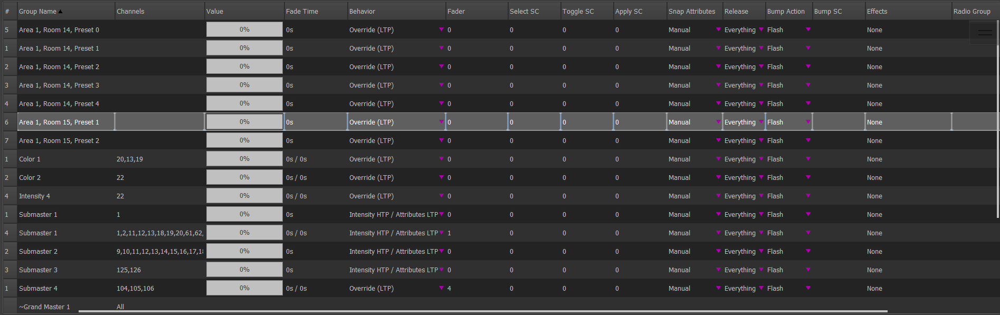 # Group Name Channels Value Fade Time Behavior Fader Select SC Toggle SC Apply SC Snap Attributes Release Bump Action Bump SC Effects Radio Group
5 Area 1, Room 14, Preset 0 0% 0s Override (LTP) 0 0 0 0 Manual Everything Flash None
1 Area 1, Room 14, Preset 1 0% 0s Override (LTP) 0 0 0 0 Manual Everything Flash None
2 Area 1, Room 14, Preset 2 0% 0s Override (LTP) 0 0 0 0 Manual Everything Flash None
3 Area 1, Room 14, Preset 3 0% 0s Override (LTP) 0 0 0 0 Manual Everything Flash None
4 Area 1, Room 14, Preset 4 0% 0s Override (LTP) 0 0 0 0 Manual Everything Flash None
6 Area 1, Room 15, Preset 1 0% 0s Override (LTP) 0 0 0 0 Manual Everything Flash None
7 Area 1, Room 15, Preset 2 0% 0s Override (LTP) 0 0 0 0 Manual Everything Flash None
1 Color 1 20,13,19 0% 0s / 0s Override (LTP) 0 0 0 0 Manual Everything Flash None
2 Color 2 22 0% 0s / 0s Override (LTP) 0 0 0 0 Manual Everything Flash None
4 Intensity 4 22 0% 0s / 0s Override (LTP) 0 0 0 0 Manual Everything Flash None
1 Submaster 1 1 0% 0s Intensity HTP / Attributes LTP 0 0 0 0 Manual Everything Flash None
4 Submaster 1 1,2,11,12,13,18,19,20,61,62, 0% 0s / 0s Intensity HTP / Attributes LTP 1 0 0 0 Manual Everything Flash None
2 Submaster 2 9,10,11,12,13,14,15,16,17,18 0% 0s Intensity HTP / Attributes LTP 0 0 0 0 Manual Everything Flash None
3 Submaster 3 125,126 0% 0s Intensity HTP / Attributes LTP 0 0 0 0 Manual Everything Flash None
1 Submaster 4 104,105,106 0% 0s / 0s Override (LTP) 4 0 0 0 Manual Everything Flash None
~Grand Master 1 All